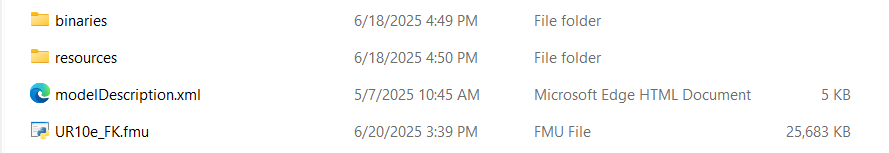 binaries 6/18/2025 4:49 PM File folder
resources 6/18/2025 4:50 PM File folder
modelDescription.xml 5/7/2025 10:45 AM Microsoft Edge HTML Document 5 KB
UR10e_FK.fmu 6/20/2025 3:39 PM FMU File 25,683 KB